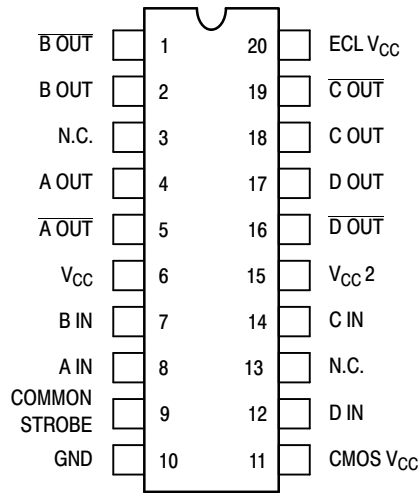 B OUT 1 20 ECL VCC
B OUT 2 19 C OUT
N.C. 3 18 C OUT
A OUT 4 17 D OUT
A OUT 5 16 D OUT
VCC 6 15 VCC 2
B IN 7 14 C IN
A IN 8 13 N.C.
COMMON
STROBE 9 12 D IN
GND 10 11 CMOS VCC